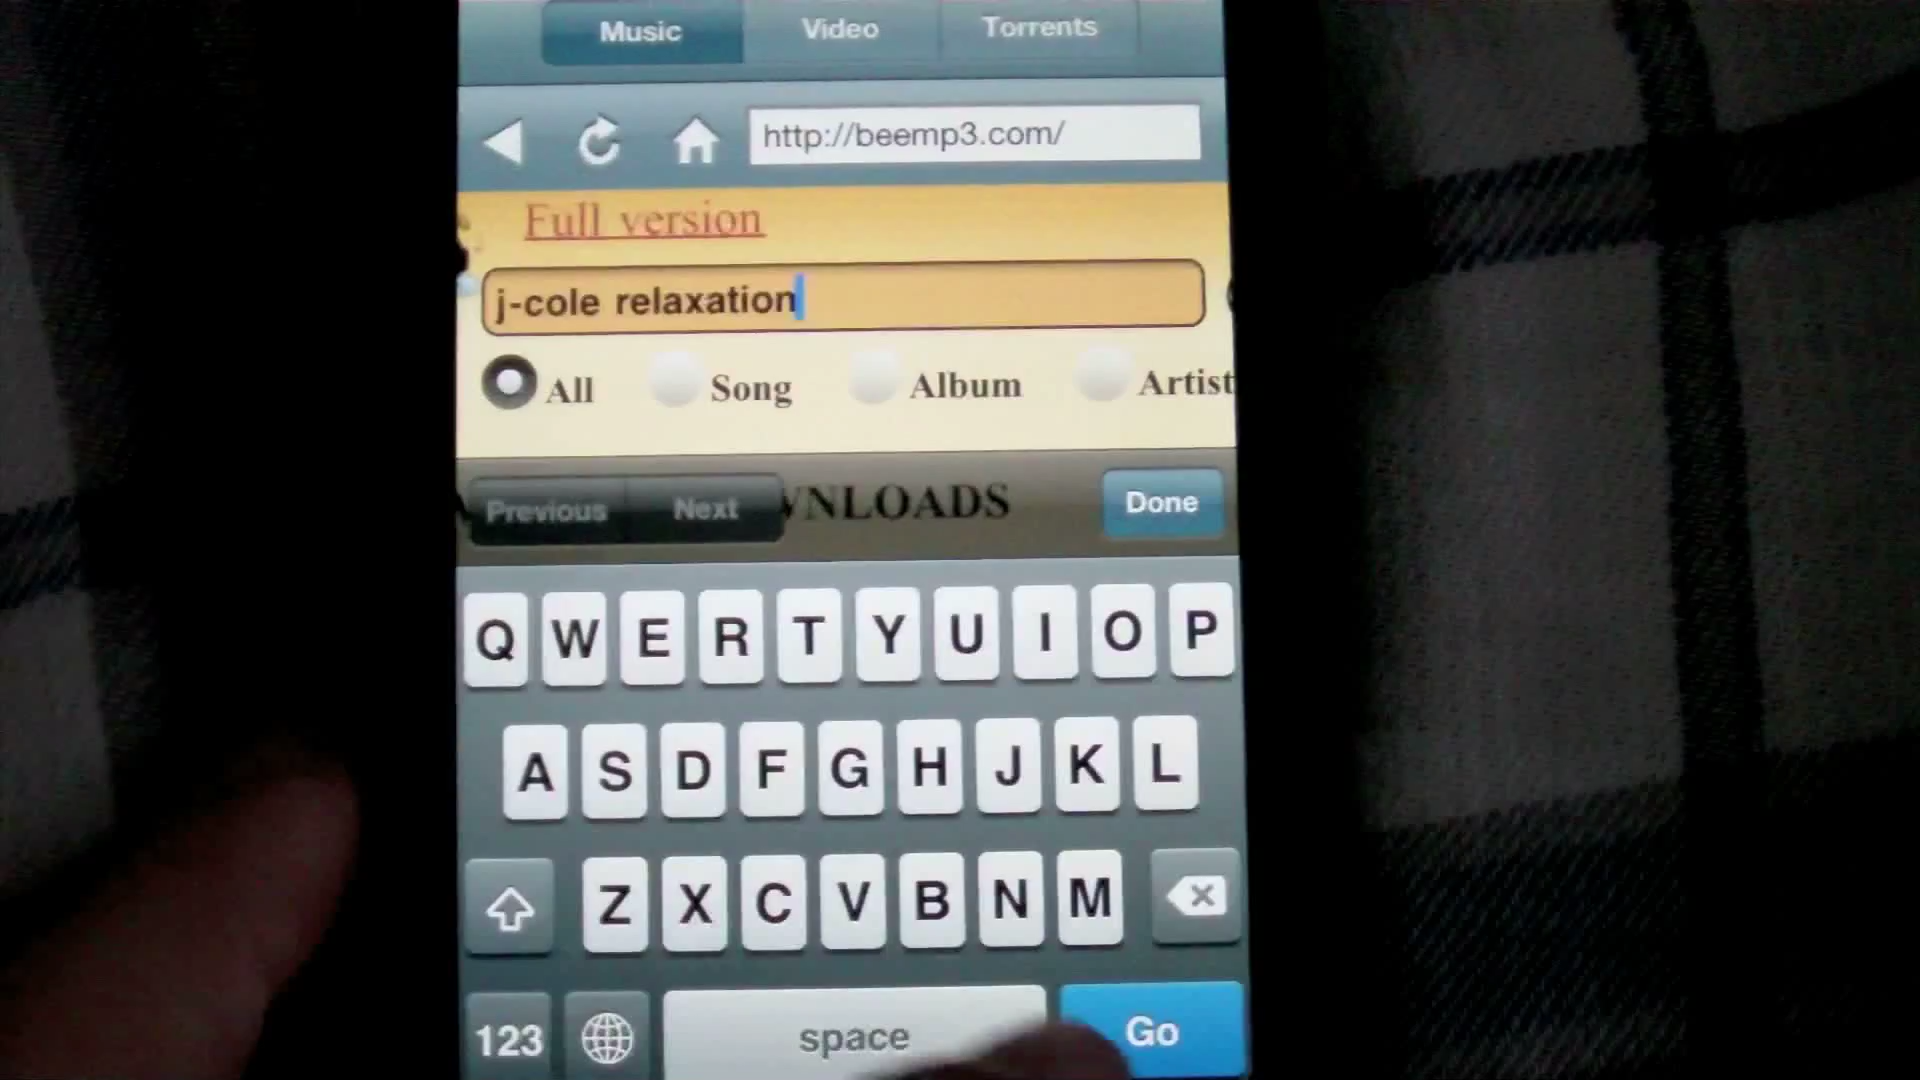 Music Video Torrents
http://beemp3.com/
Full version
j-cole relaxation
All Song Album Artist
Previous Next WNLOADS Done
Q W E R T Y U I O P
A S D F G H J K L
Z X C V B N M
123 space Go